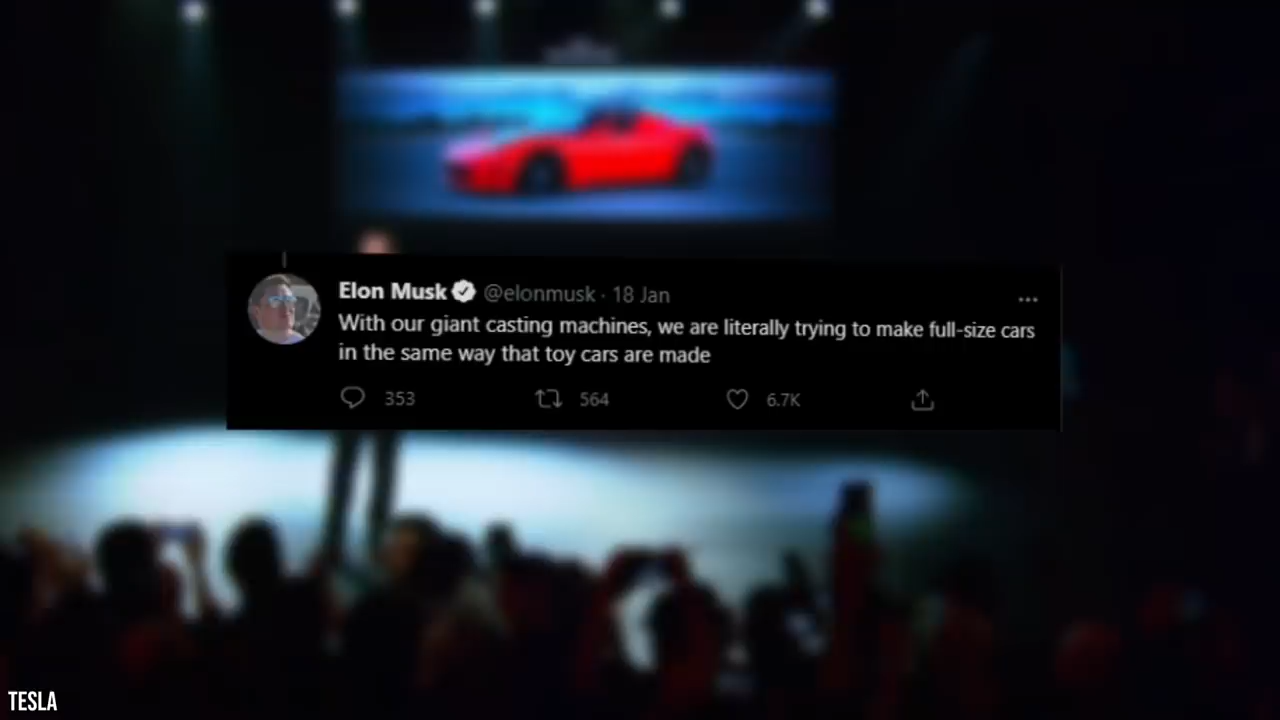 Elon Musk @elonmusk · 18 Jan
With our giant casting machines, we are literally trying to make full-size cars
in the same way that toy cars are made
353 564 6.7K
TESLA